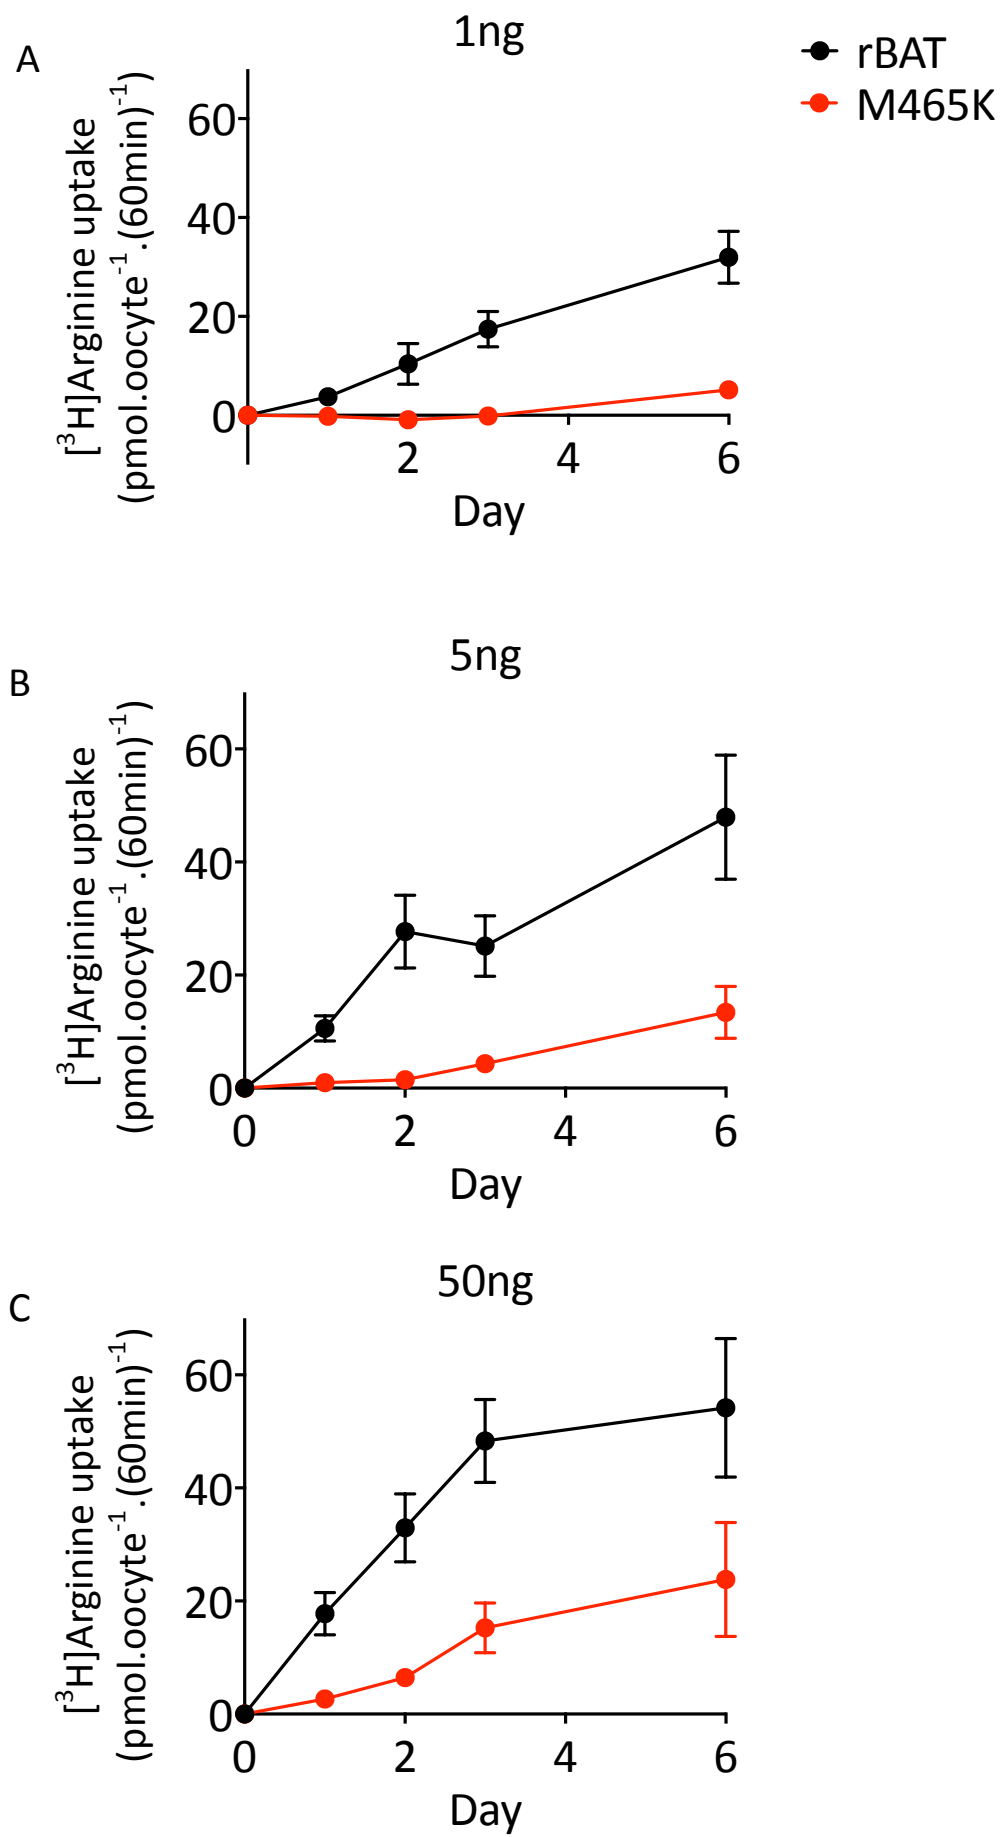 A
1ng
rBAT
M465K
[³H]Arginine uptake
(pmol.oocyte⁻¹.(60min)⁻¹)
60
40
20
0
2 4 6
Day
B
5ng
[³H]Arginine uptake
(pmol.oocyte⁻¹.(60min)⁻¹)
60
40
20
0
0 2 4 6
Day
C
50ng
[³H]Arginine uptake
(pmol.oocyte⁻¹.(60min)⁻¹)
60
40
20
0
0 2 4 6
Day